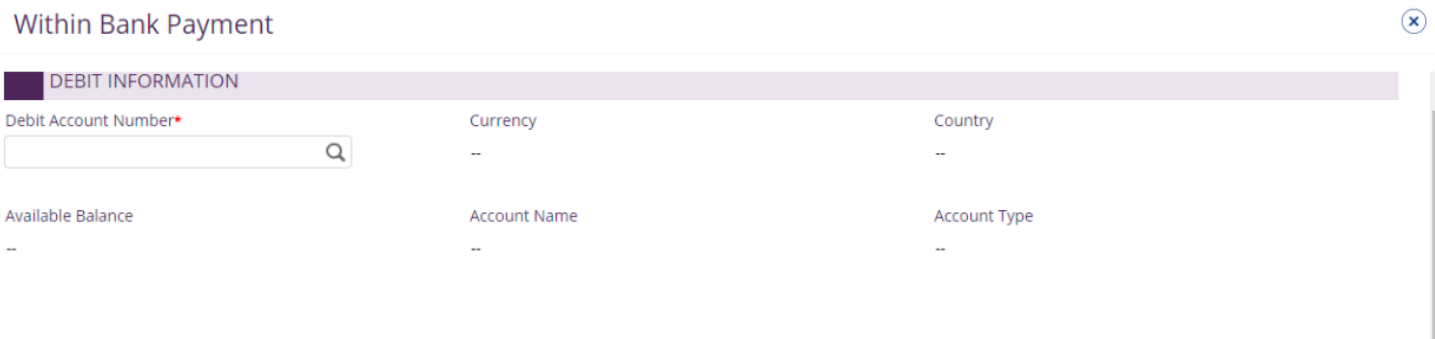 Within Bank Payment
DEBIT INFORMATION
Debit Account Number* Currency Country
-- --
Available Balance Account Name Account Type
-- -- --